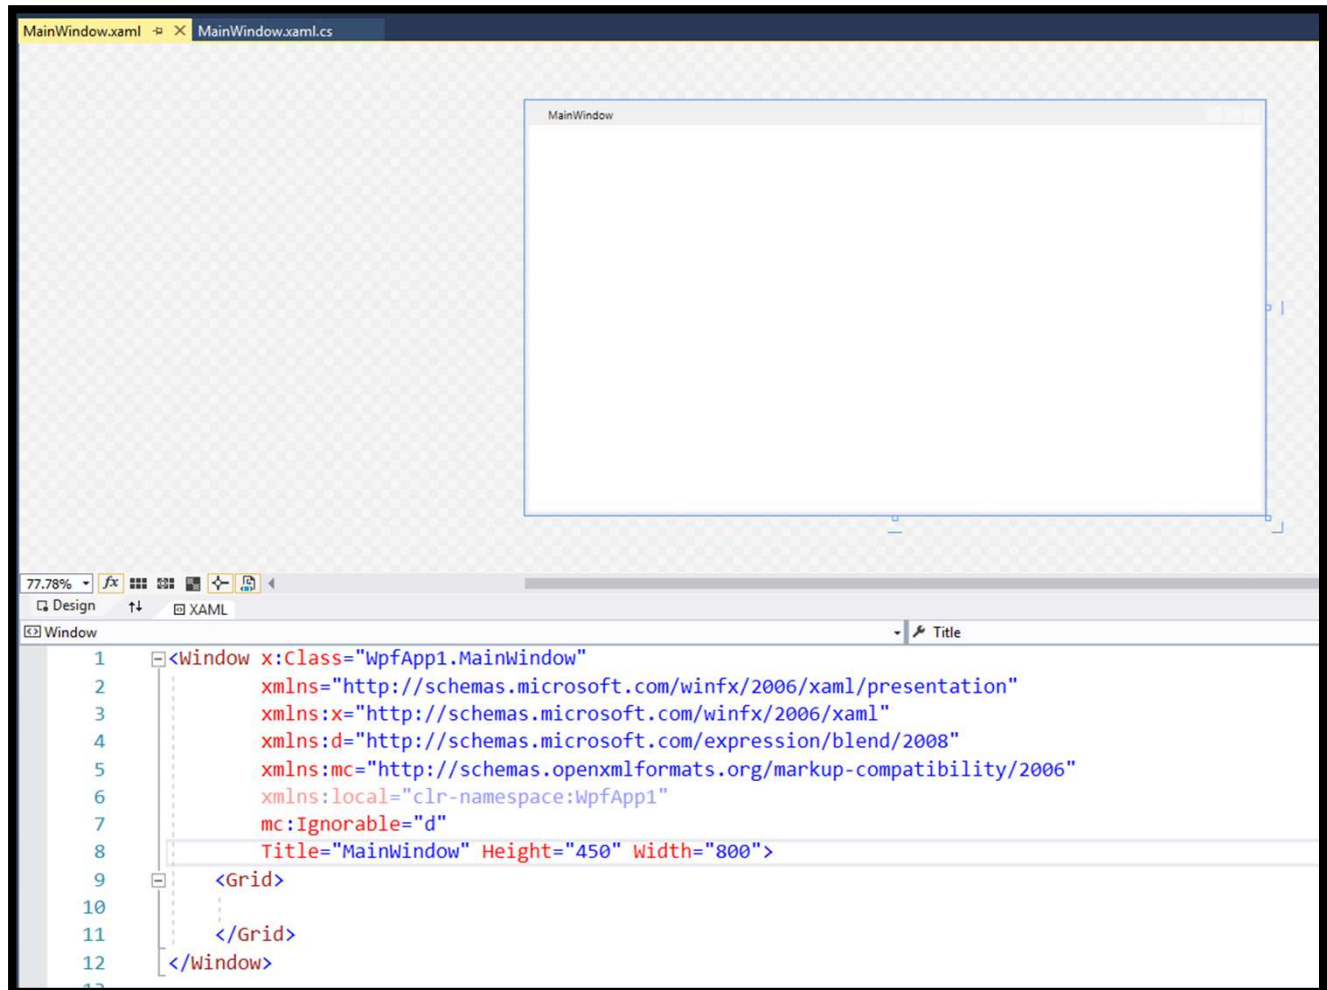 MainWindow.xaml MainWindow.xaml.cs
MainWindow
77.78% fx
Design XAML
Window Title
1 <Window x:Class="WpfApp1.MainWindow"
2 xmlns="http://schemas.microsoft.com/winfx/2006/xaml/presentation"
3 xmlns:x="http://schemas.microsoft.com/winfx/2006/xaml"
4 xmlns:d="http://schemas.microsoft.com/expression/blend/2008"
5 xmlns:mc="http://schemas.openxmlformats.org/markup-compatibility/2006"
6 xmlns:local="clr-namespace:WpfApp1"
7 mc:Ignorable="d"
8 Title="MainWindow" Height="450" Width="800">
9 <Grid>
10
11 </Grid>
12 </Window>